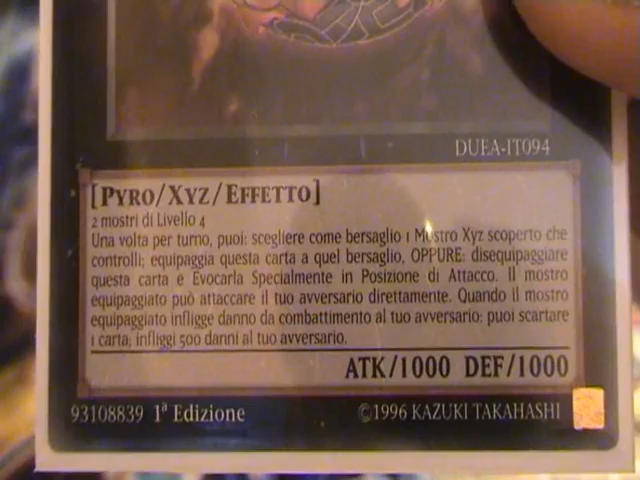 DUEA-IT094
[PYRO/XYZ/EFFETTO]
2 mostri di Livello 4
Una volta per turno, puoi: scegliere come bersaglio 1 Mostro Xyz scoperto che
controlli; equipaggia questa carta a quel bersaglio, OPPURE: disequipaggiare
questa carta e Evocarla Specialmente in Posizione di Attacco. Il mostro
equipaggiato può attaccare il tuo avversario direttamente. Quando il mostro
equipaggiato infligge danno da combattimento al tuo avversario: puoi scartare
1 carta; infliggi 500 danni al tuo avversario.
ATK/1000 DEF/1000
93108839 1ª Edizione
©1996 KAZUKI TAKAHASHI